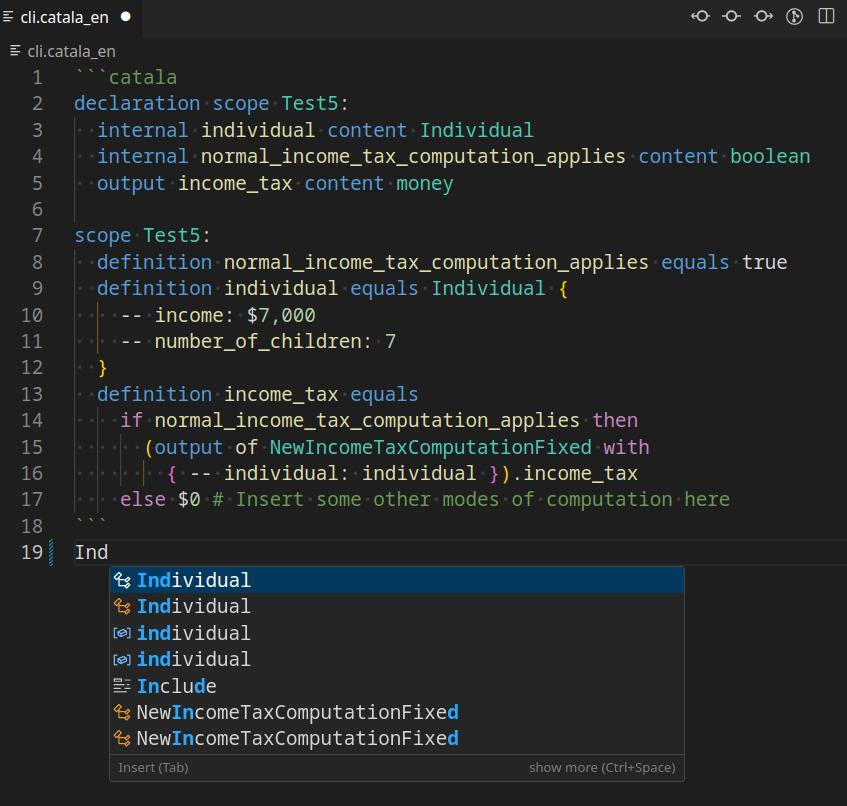 cli.catala_en
cli.catala_en
1 ```catala
2 declaration scope Test5:
3   internal individual content Individual
4   internal normal_income_tax_computation_applies content boolean
5   output income_tax content money
6
7 scope Test5:
8   definition normal_income_tax_computation_applies equals true
9   definition individual equals Individual {
10     -- income: $7,000
11     -- number_of_children: 7
12   }
13   definition income_tax equals
14     if normal_income_tax_computation_applies then
15       (output of NewIncomeTaxComputationFixed with
16         { -- individual: individual }).income_tax
17     else $0 # Insert some other modes of computation here
18 ```
19 Ind
Individual
Individual
individual
individual
Include
NewIncomeTaxComputationFixed
NewIncomeTaxComputationFixed
Insert (Tab) show more (Ctrl+Space)